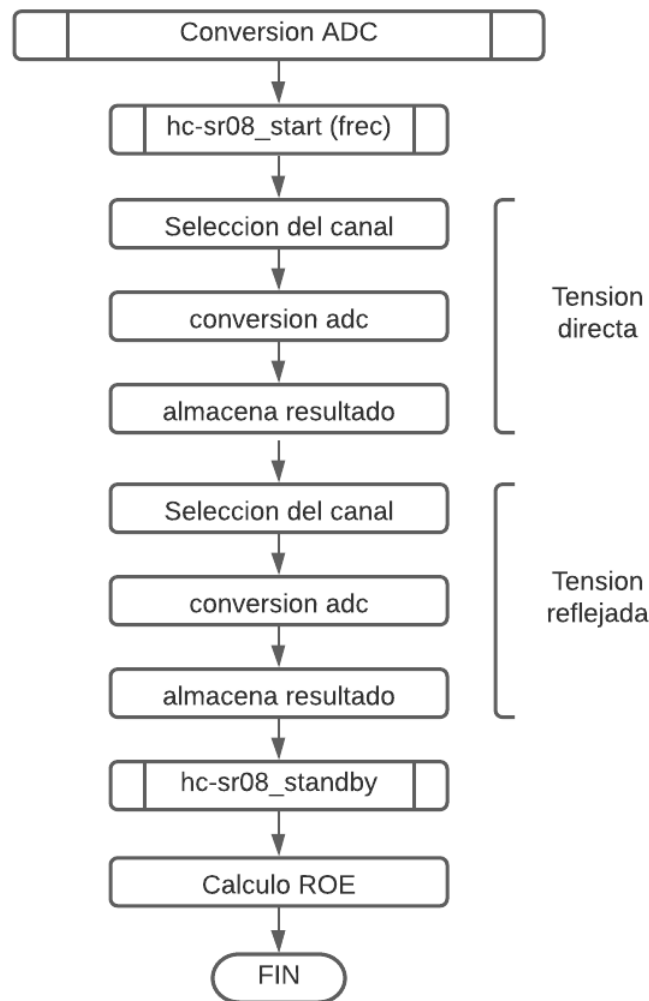 Conversion ADC
hc-sr08_start (frec)
Seleccion del canal
conversion adc
almacena resultado
Tension
directa
Seleccion del canal
conversion adc
almacena resultado
Tension
reflejada
hc-sr08_standby
Calculo ROE
FIN